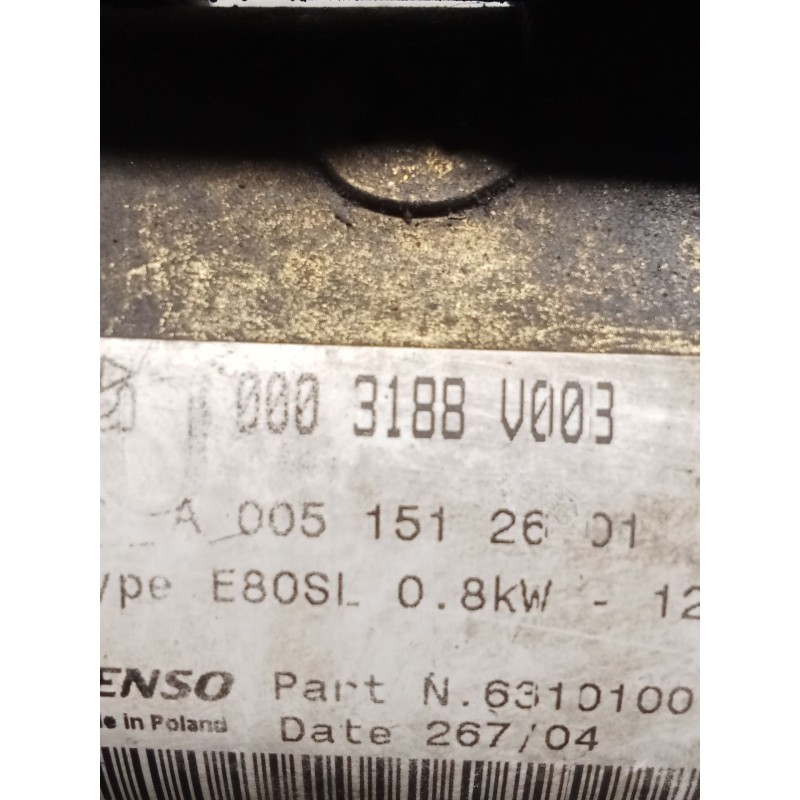 000 3188 V003
A 005 151 26 01
ype E80SL 0.8kW - 12
ENSO Part N.6310100
e in Poland
Date 267/04